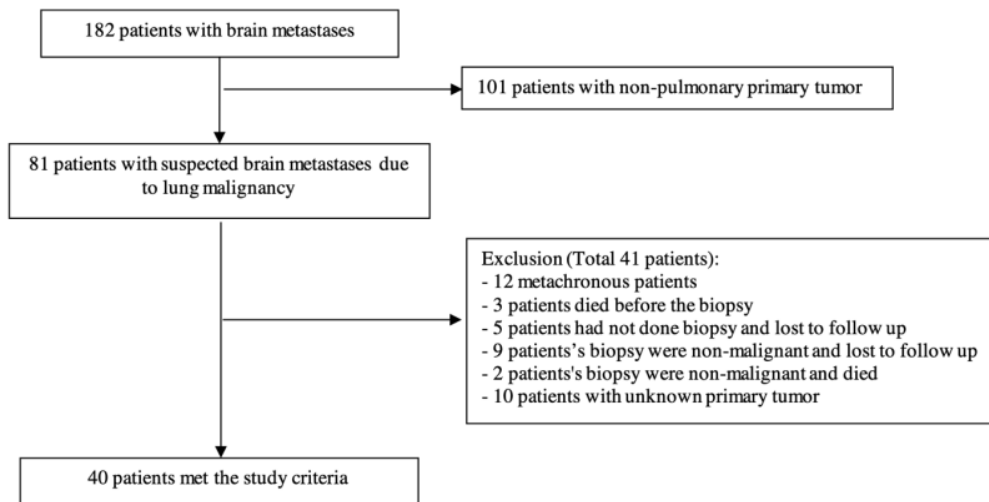 182 patients with brain metastases
101 patients with non-pulmonary primary tumor
81 patients with suspected brain metastases due
to lung malignancy
Exclusion (Total 41 patients):
- 12 metachronous patients
- 3 patients died before the biopsy
- 5 patients had not done biopsy and lost to follow up
- 9 patients’s biopsy were non-malignant and lost to follow up
- 2 patients's biopsy were non-malignant and died
- 10 patients with unknown primary tumor
40 patients met the study criteria